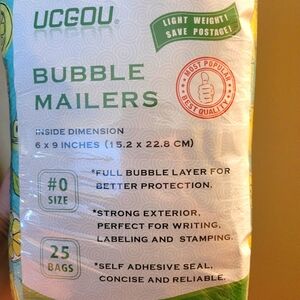 UCGOU®
LIGHT WEIGHT!
SAVE POSTAGE!
BUBBLE
MAILERS
MOST POPULAR
BEST QUALITY
INSIDE DIMENSION
6 x 9 INCHES (15.2 x 22.8 CM)
#0
SIZE
*FULL BUBBLE LAYER FOR
BETTER PROTECTION.
*STRONG EXTERIOR,
PERFECT FOR WRITING,
LABELING AND STAMPING.
25
BAGS
*SELF ADHESIVE SEAL,
CONCISE AND RELIABLE.